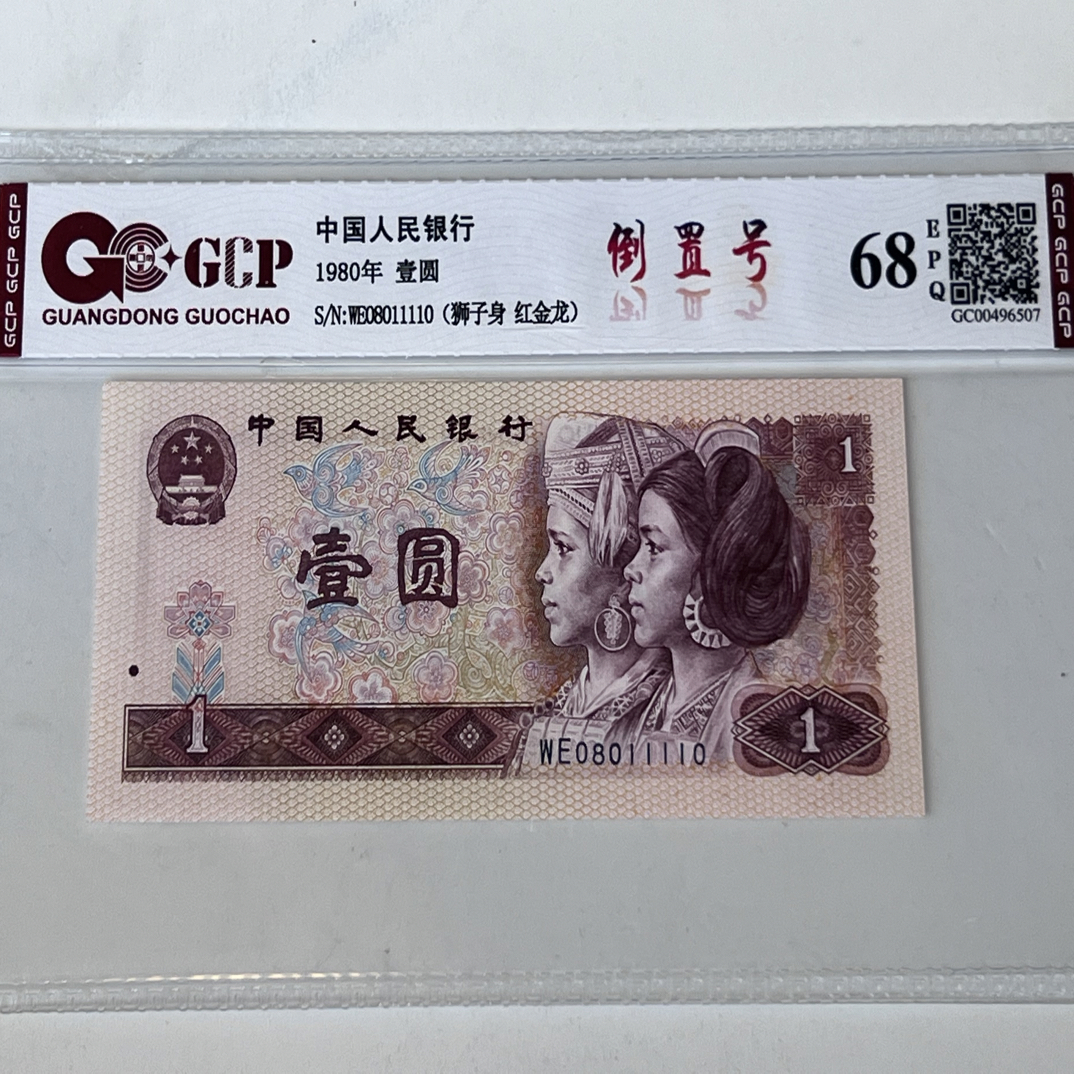 GCP GCP GCP
GCP
GUANGDONG GUOCHAO
中国人民银行
1980年 壹圆
S/N:WE08011110（狮子身 红金龙）
倒置号
68
EPQ
GC00496507
GCP GCP GCP
中国人民银行
1
壹圆
1
WE08011110
1